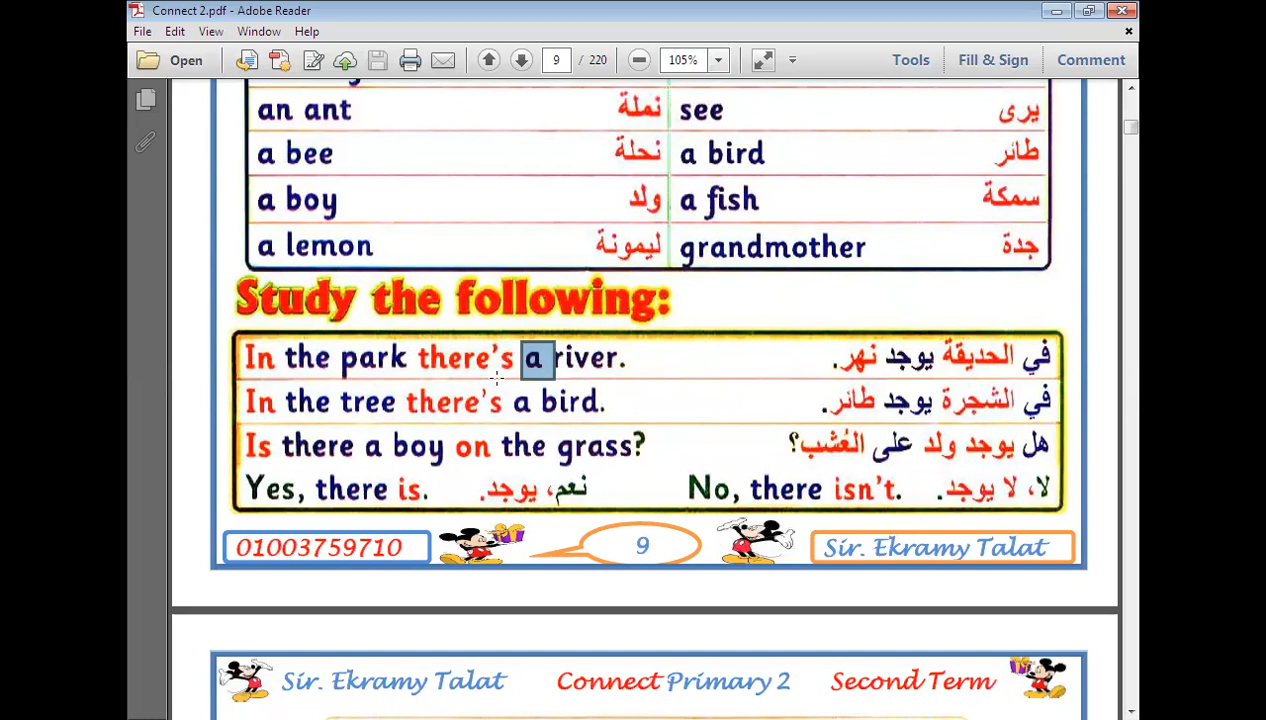 Connect 2.pdf - Adobe Reader
File Edit View Window Help
Open 9 / 220 105% Tools Fill & Sign Comment
an ant نملة see يرى
a bee نحلة a bird طائر
a boy ولد a fish سمكة
a lemon ليمونة grandmother جدة
Study the following:
In the park there's a river. في الحديقة يوجد نهر.
In the tree there's a bird. في الشجرة يوجد طائر.
Is there a boy on the grass? هل يوجد ولد على العُشب؟
Yes, there is. نعم، يوجد. No, there isn't. لا، لا يوجد.
01003759710 9 Sir. Ekramy Talat
Sir. Ekramy Talat Connect Primary 2 Second Term